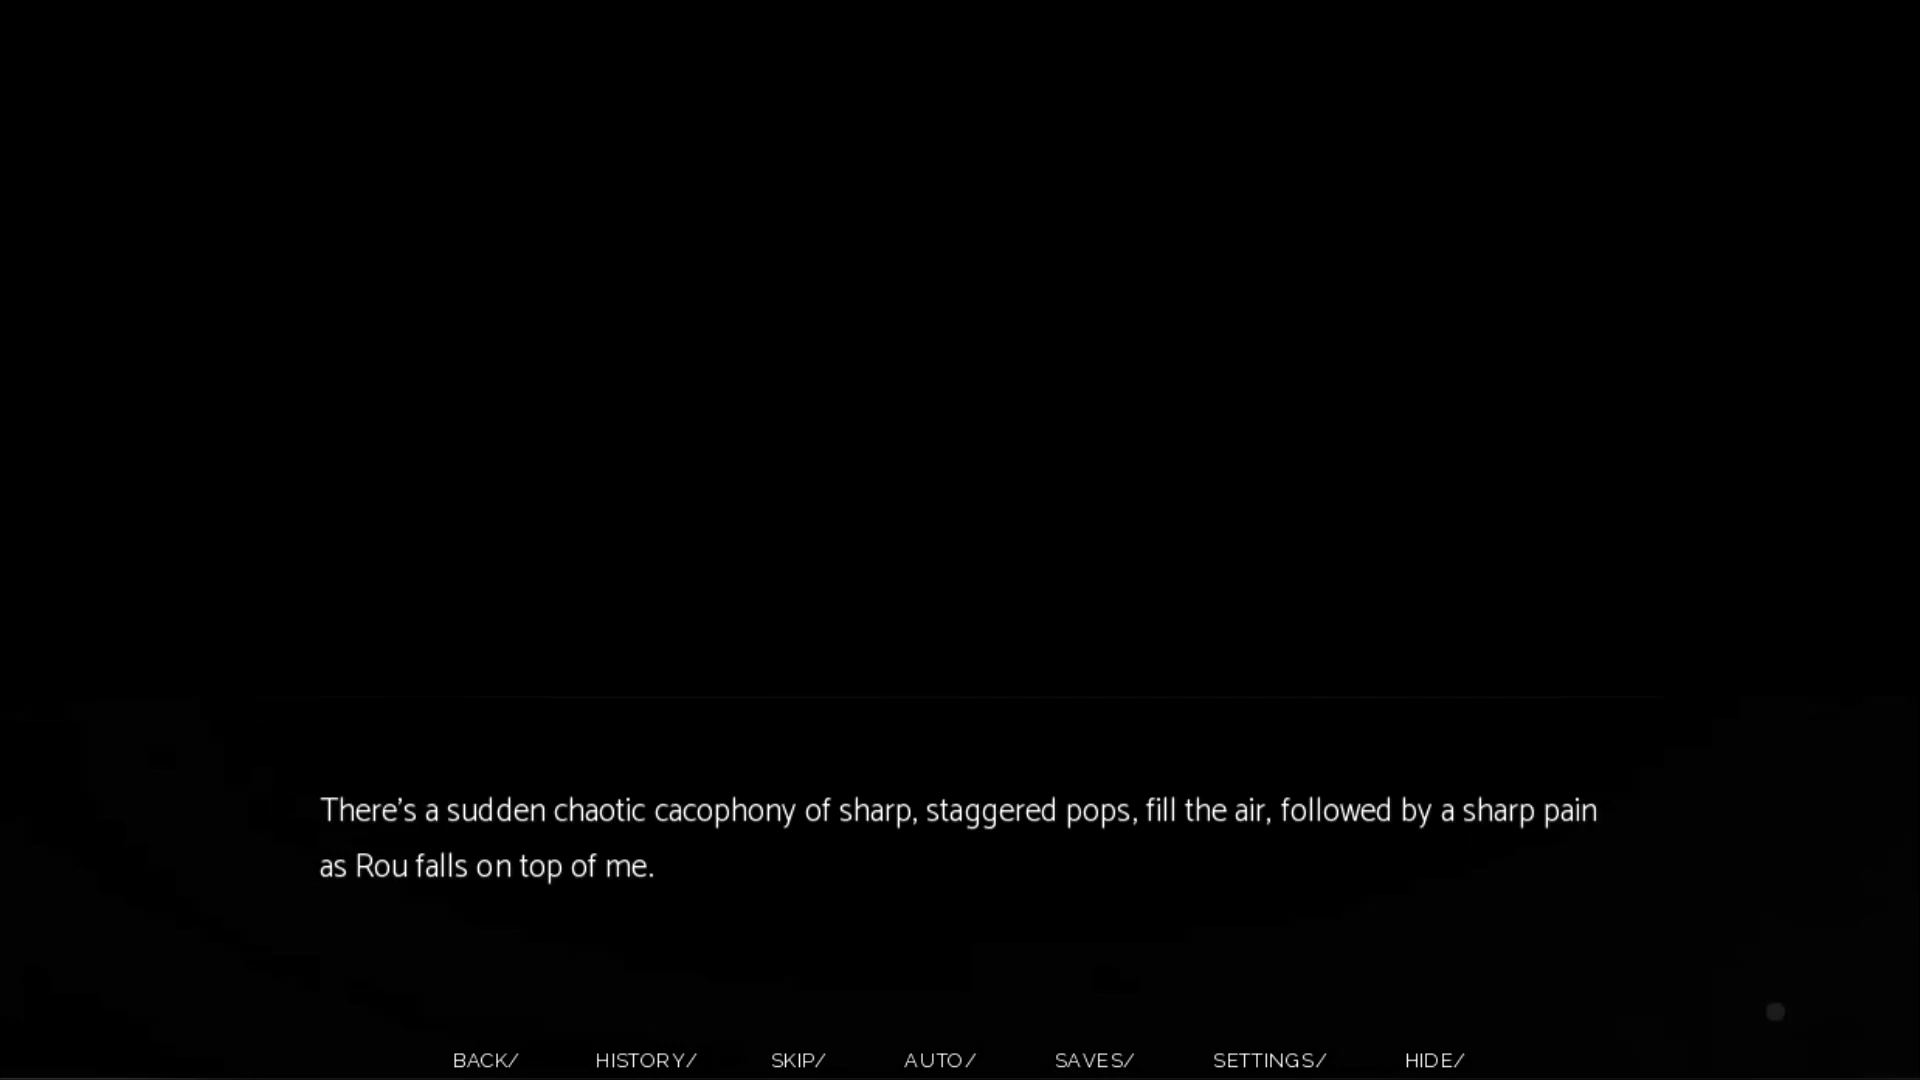 There’s a sudden chaotic cacophony of sharp, staggered pops, fill the air, followed by a sharp pain
as Rou falls on top of me.
BACK/ HISTORY/ SKIP/ AUTO/ SAVES/ SETTINGS/ HIDE/